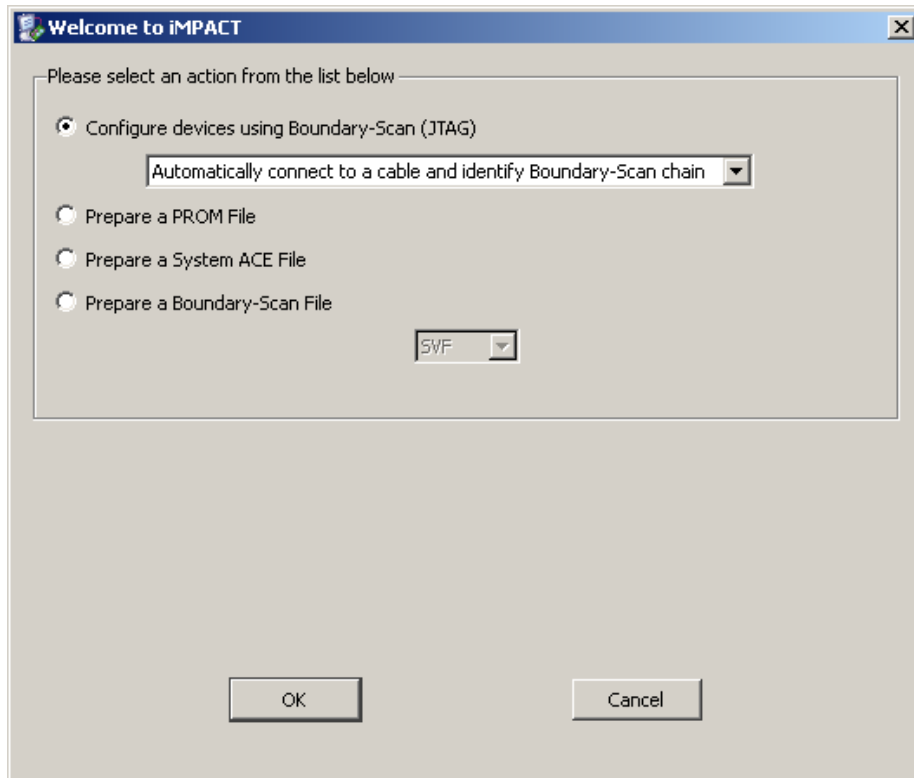 Welcome to iMPACT
Please select an action from the list below
Configure devices using Boundary-Scan (JTAG)
Automatically connect to a cable and identify Boundary-Scan chain
Prepare a PROM File
Prepare a System ACE File
Prepare a Boundary-Scan File
SVF
OK
Cancel